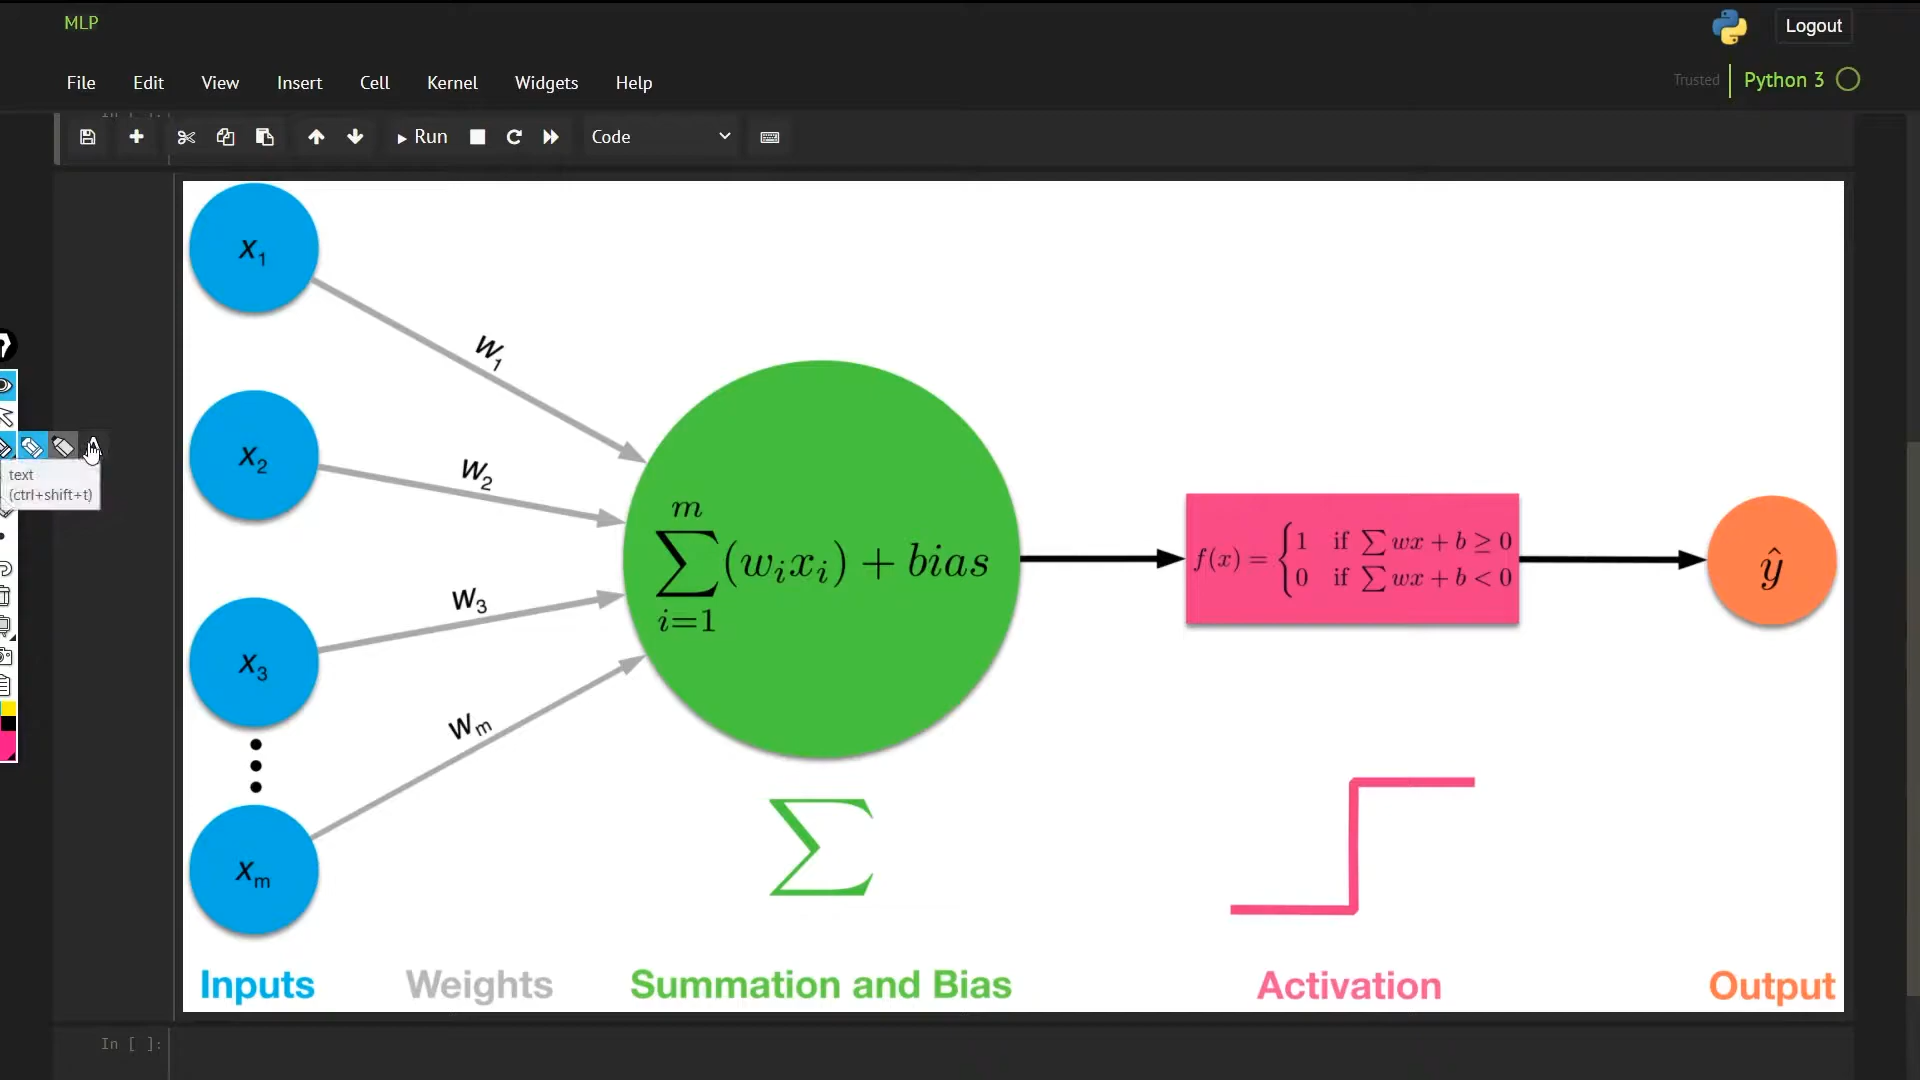 MLP
Logout
File Edit View Insert Cell Kernel Widgets Help
Trusted Python 3
Run Code
x1
w1
x2
w2
text
(ctrl+shift+t)
m
∑(wixi) + bias
i=1
f(x) = {1 if ∑wx + b ≥ 0
0 if ∑wx + b < 0
ŷ
w3
x3
wm
xm
∑
Inputs Weights Summation and Bias Activation Output
In [ ]: